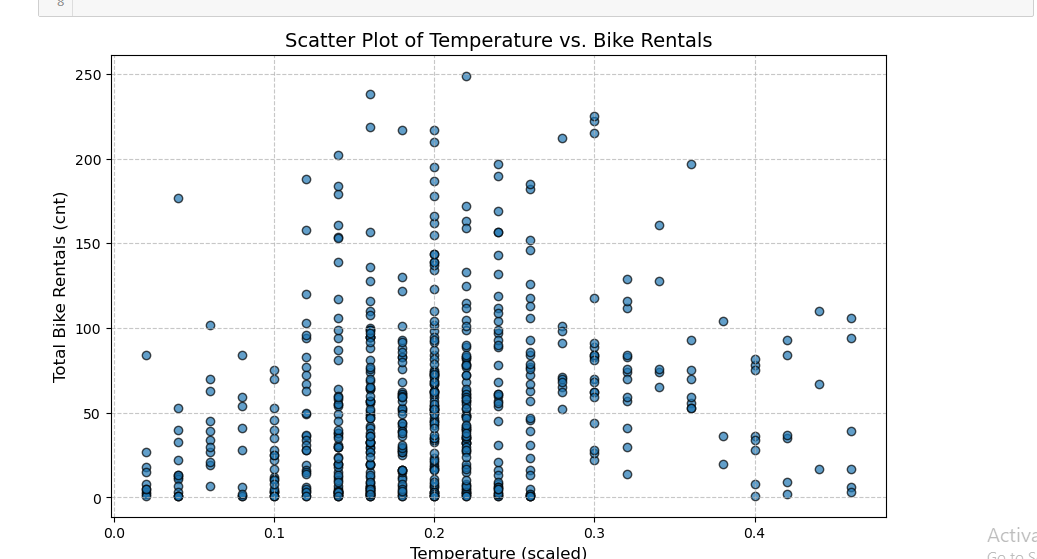 8
Scatter Plot of Temperature vs. Bike Rentals
250
200
150
100
50
0
Total Bike Rentals (cnt)
0.0 0.1 0.2 0.3 0.4
Temperature (scaled)
Activa
Go to S